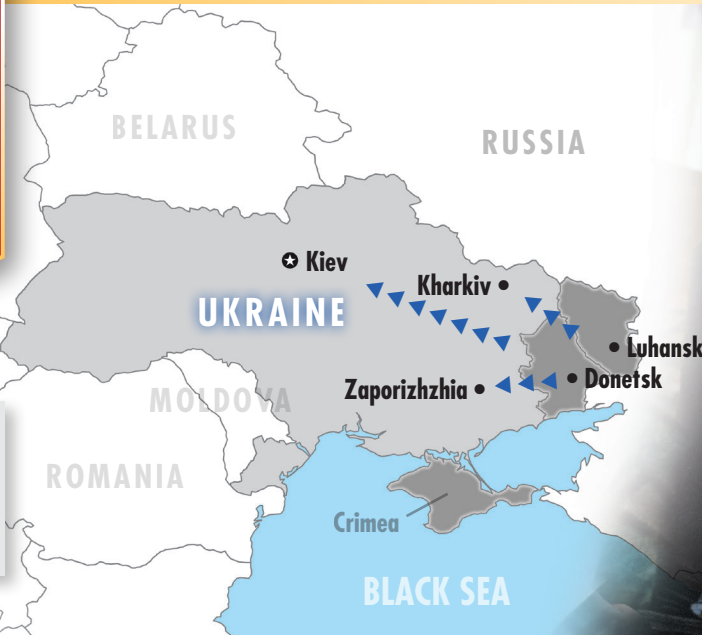 BELARUS
RUSSIA
Kiev
Kharkiv
UKRAINE
Luhansk
Donetsk
Zaporizhzhia
MOLDOVA
ROMANIA
Crimea
BLACK SEA